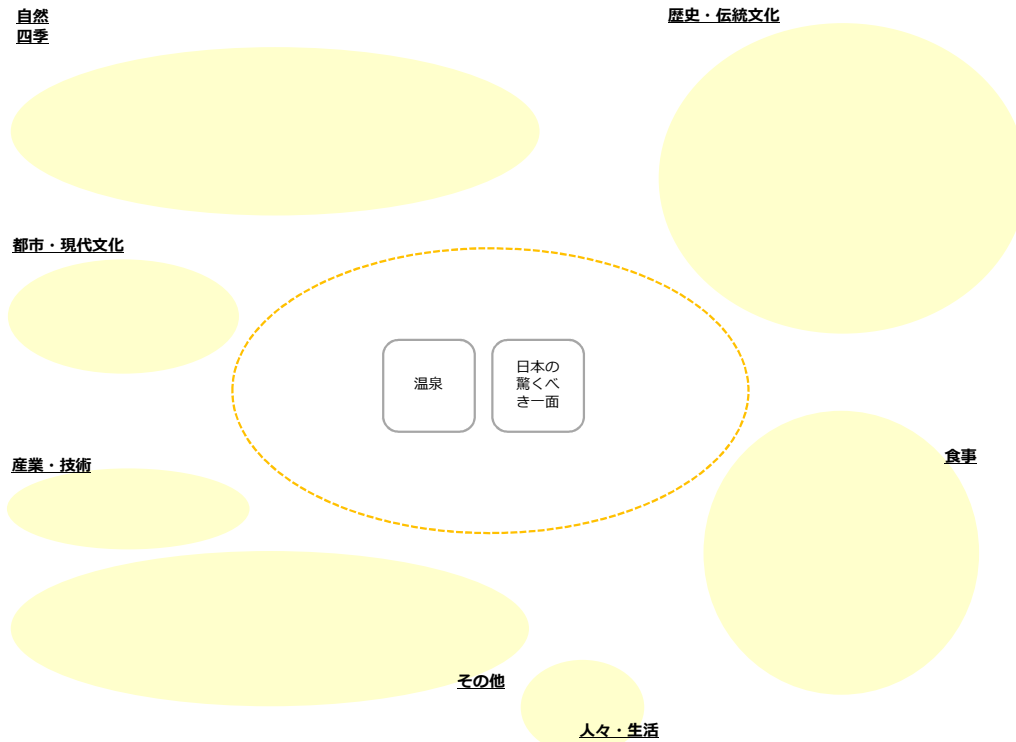 自然
四季
歴史・伝統文化
都市・現代文化
温泉
日本の
驚くべ
き一面
産業・技術
食事
その他
人々・生活